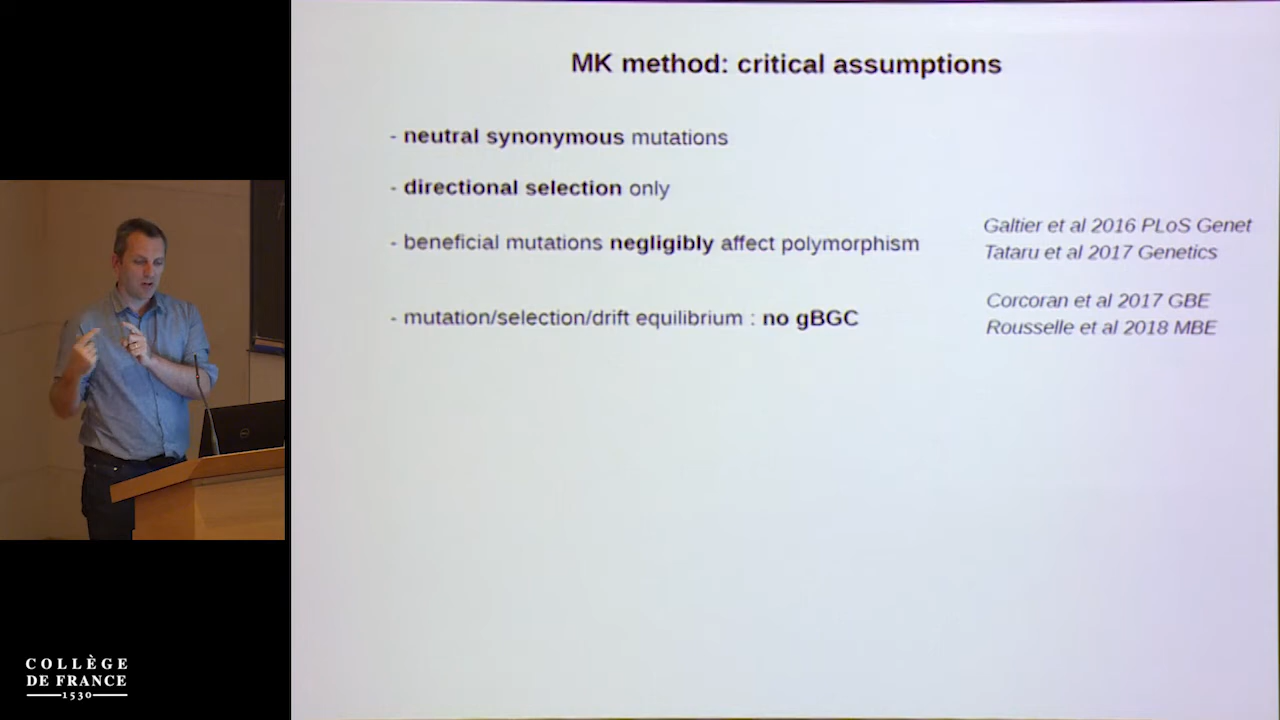 MK method: critical assumptions
- neutral synonymous mutations
- directional selection only
- beneficial mutations negligibly affect polymorphism
Galtier et al 2016 PLoS Genet
Tataru et al 2017 Genetics
- mutation/selection/drift equilibrium : no gBGC
Corcoran et al 2017 GBE
Rousselle et al 2018 MBE
COLLÈGE
DE FRANCE
1530